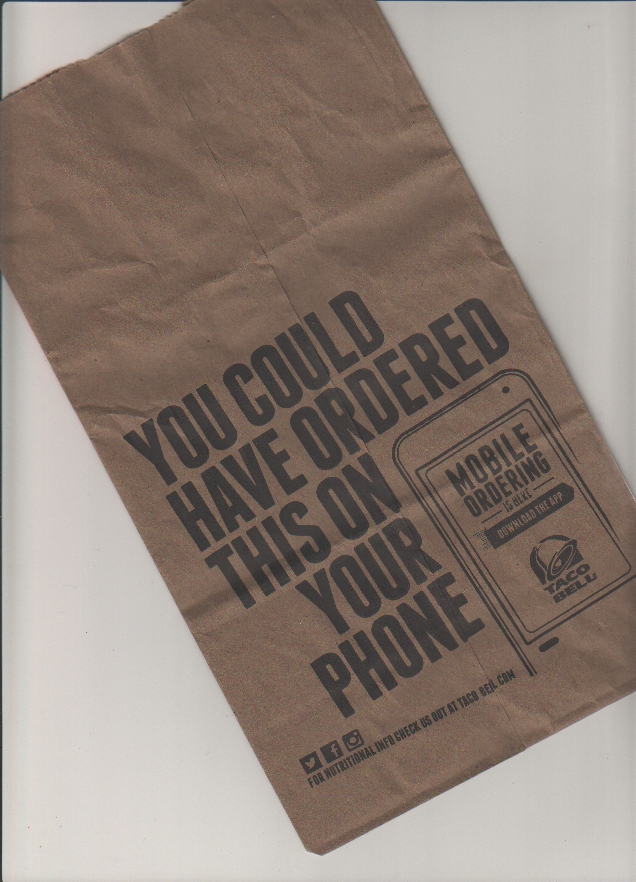 YOU COULD
HAVE ORDERED
THIS ON
YOUR
PHONE
MOBILE
ORDERING
IS HERE
DOWNLOAD THE APP
TACO
BELL
FOR NUTRITIONAL INFO CHECK US OUT AT TACO BELL.COM